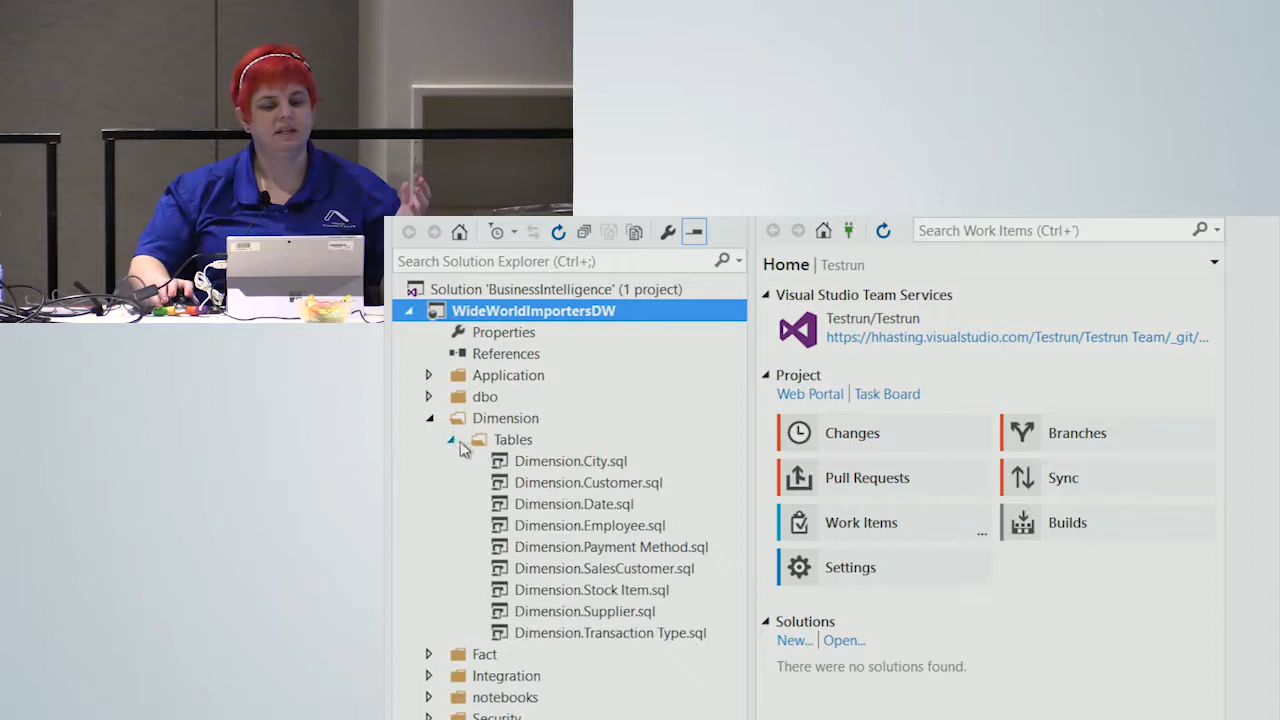 Search Solution Explorer (Ctrl+;)
Solution 'BusinessIntelligence' (1 project)
WideWorldImportersDW
Properties
References
Application
dbo
Dimension
Tables
Dimension.City.sql
Dimension.Customer.sql
Dimension.Date.sql
Dimension.Employee.sql
Dimension.Payment Method.sql
Dimension.SalesCustomer.sql
Dimension.Stock Item.sql
Dimension.Supplier.sql
Dimension.Transaction Type.sql
Fact
Integration
notebooks
Security
Search Work Items (Ctrl+')
Home | Testrun
Visual Studio Team Services
Testrun/Testrun
https://hhasting.visualstudio.com/Testrun/Testrun Team/_git/...
Project
Web Portal | Task Board
Changes
Branches
Pull Requests
Sync
Work Items
...
Builds
Settings
Solutions
New... | Open...
There were no solutions found.